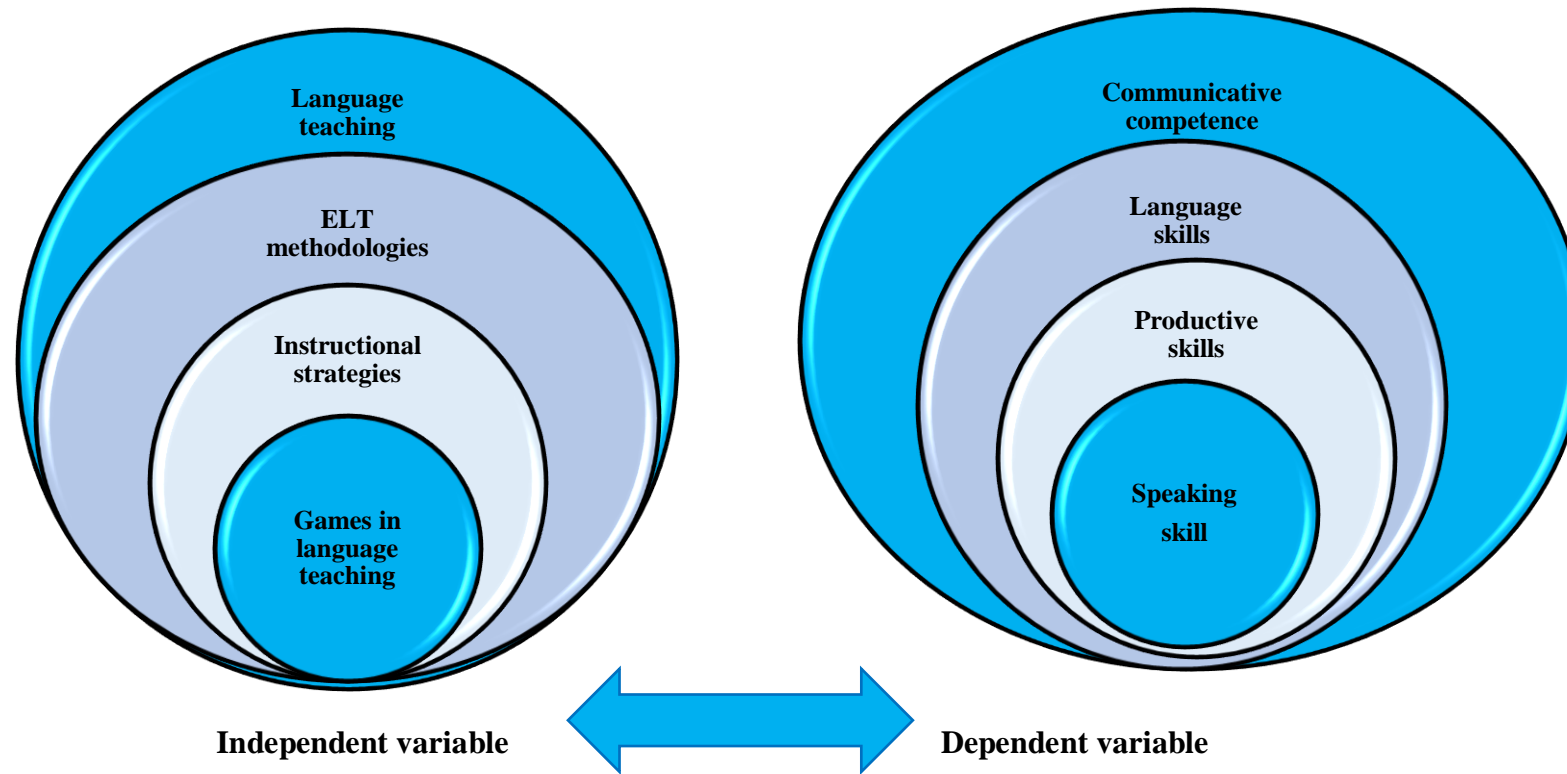 Language
teaching
ELT
methodologies
Instructional
strategies
Games in
language
teaching
Independent variable
Communicative
competence
Language
skills
Productive
skills
Speaking
skill
Dependent variable